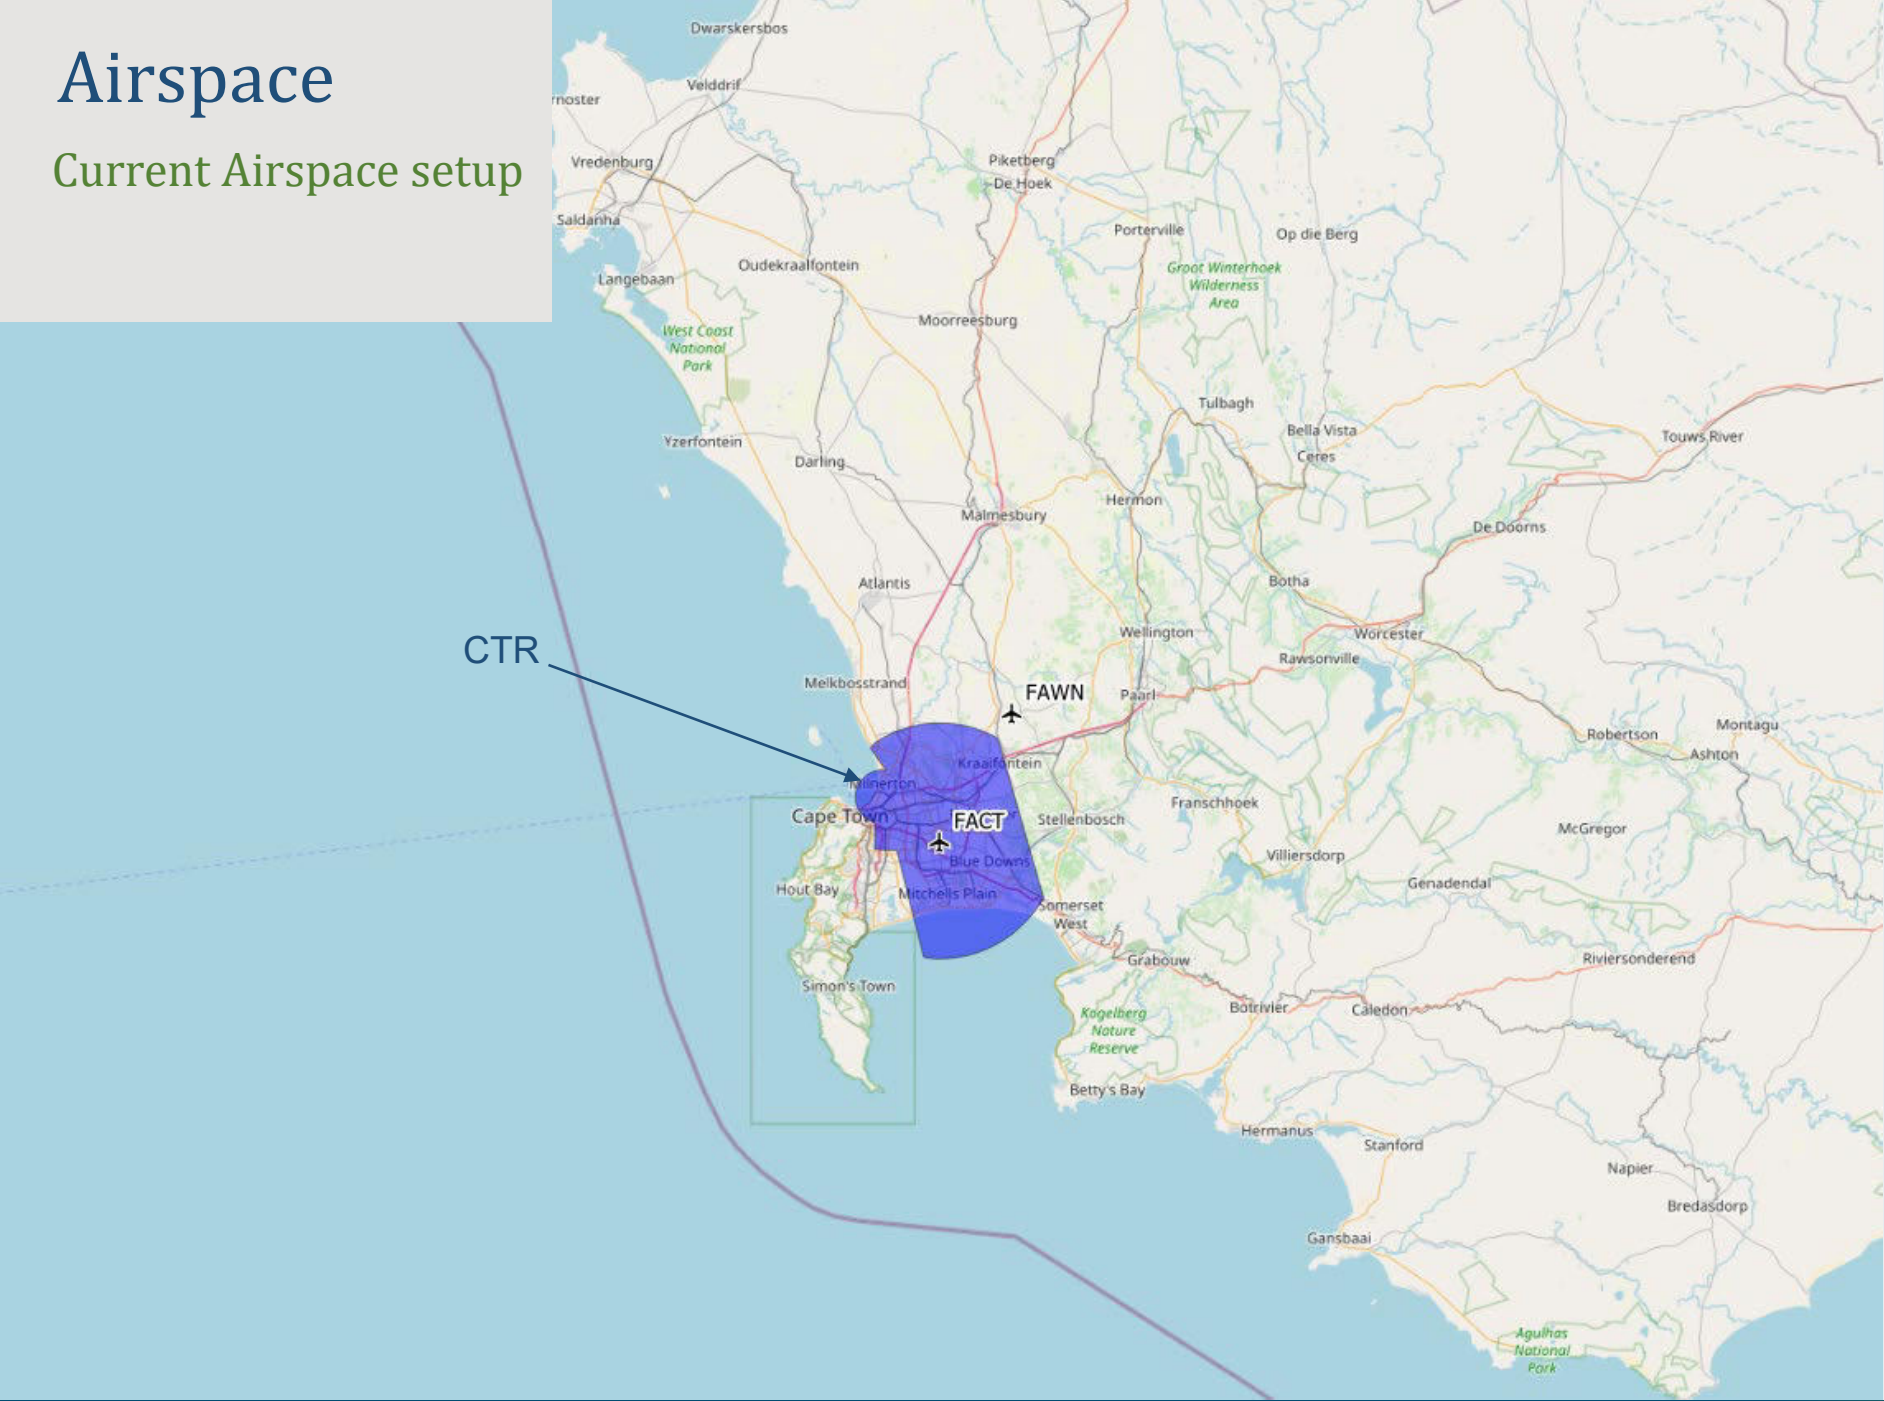 Airspace
Current Airspace setup
Dwarskersbos
Velddrif
rnoster
Vredenburg
Piketberg
De Hoek
Saldanha
Porterville
Op die Berg
Langebaan
Oudekraalfontein
Groot Winterhoek
Wilderness
Area
Moorreesburg
West Coast
National
Park
Tulbagh
Bella Vista
Ceres
Touws River
Yzerfontein
Darling
Hermon
Malmesbury
De Doorns
Atlantis
Botha
Wellington
Worcester
CTR
Rawsonville
Melkbosstrand
FAWN
Paarl
Montagu
Robertson
Ashton
Kraaifontein
Milnerton
Franschhoek
Cape Town
FACT
Stellenbosch
McGregor
Blue Downs
Villiersdorp
Hout Bay
Mitchells Plain
Genadendal
Somerset
West
Grabouw
Riviersonderend
Simon's Town
Botrivier
Caledon
Kogelberg
Nature
Reserve
Betty's Bay
Hermanus
Stanford
Napier
Bredasdorp
Gansbaai
Agulhas
National
Park